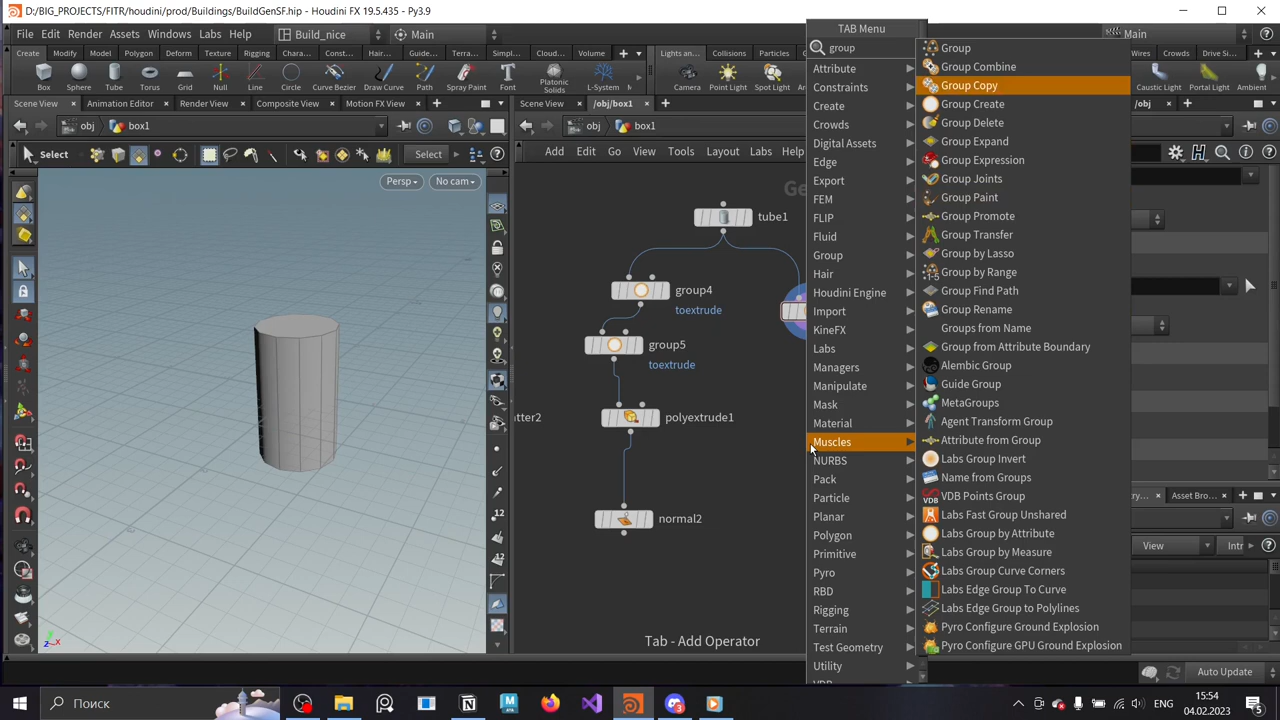 D:/BIG_PROJECTS/FITR/houdini/prod/Buildings/BuildGenSF.hip - Houdini FX 19.5.435 - Py3.9
File Edit Render Assets Windows Labs Help
Build_nice
Main
Main
Create Modify Model Polygon Deform Texture Rigging Chara... Const... Hair... Guide... Terra... Simpl... Cloud... Volume
Lights an... Collisions Particles
Wires Crowds Drive Si...
Box Sphere Tube Torus Grid Null Line Circle Curve Bezier Draw Curve Path Spray Paint Font Platonic Solids L-System
Camera Point Light Spot Light
Caustic Light Portal Light Ambient
Scene View Animation Editor Render View Composite View Motion FX View
Scene View /obj/box1
obj box1
obj box1
Select
Select
Add Edit Go View Tools Layout Labs Help
Persp
No cam
12
12
tube1
group4
toextrude
group5
toextrude
polyextrude1
tter2
normal2
Tab - Add Operator
TAB Menu
group
Attribute
Constraints
Create
Crowds
Digital Assets
Edge
Export
FEM
FLIP
Fluid
Group
Hair
Houdini Engine
Import
KineFX
Labs
Managers
Manipulate
Mask
Material
Muscles
NURBS
Pack
Particle
Planar
Polygon
Primitive
Pyro
RBD
Rigging
Terrain
Test Geometry
Utility
Group
Group Combine
Group Copy
Group Create
Group Delete
Group Expand
Group Expression
Group Joints
Group Paint
Group Promote
Group Transfer
Group by Lasso
Group by Range
Group Find Path
Group Rename
Groups from Name
Group from Attribute Boundary
Alembic Group
Guide Group
MetaGroups
Agent Transform Group
Attribute from Group
Labs Group Invert
Name from Groups
VDB Points Group
Labs Fast Group Unshared
Labs Group by Attribute
Labs Group by Measure
Labs Group Curve Corners
Labs Edge Group To Curve
Labs Edge Group to Polylines
Pyro Configure Ground Explosion
Pyro Configure GPU Ground Explosion
Asset Bro...
View
Intr
Auto Update
Поиск
15:54
04.02.2023